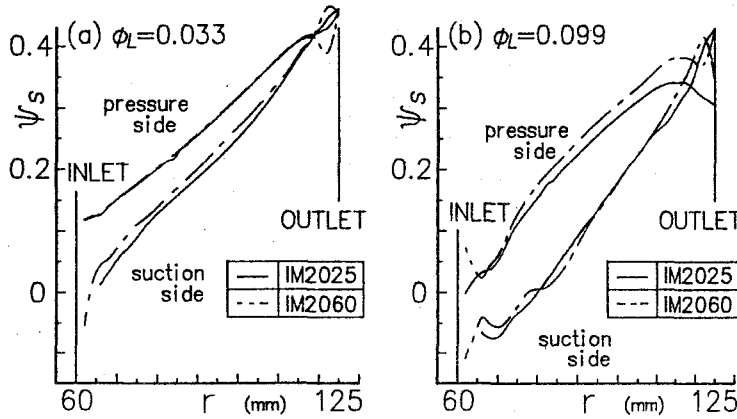 (a) ϕL=0.033
0.4
ψs
0.2
0
pressure
side
INLET
OUTLET
suction
side
IM2025
IM2060
60 r (mm) 125
(b) ϕL=0.099
0.4
ψs
0.2
0
pressure
side
INLET
OUTLET
suction
side
IM2025
IM2060
60 r (mm) 125